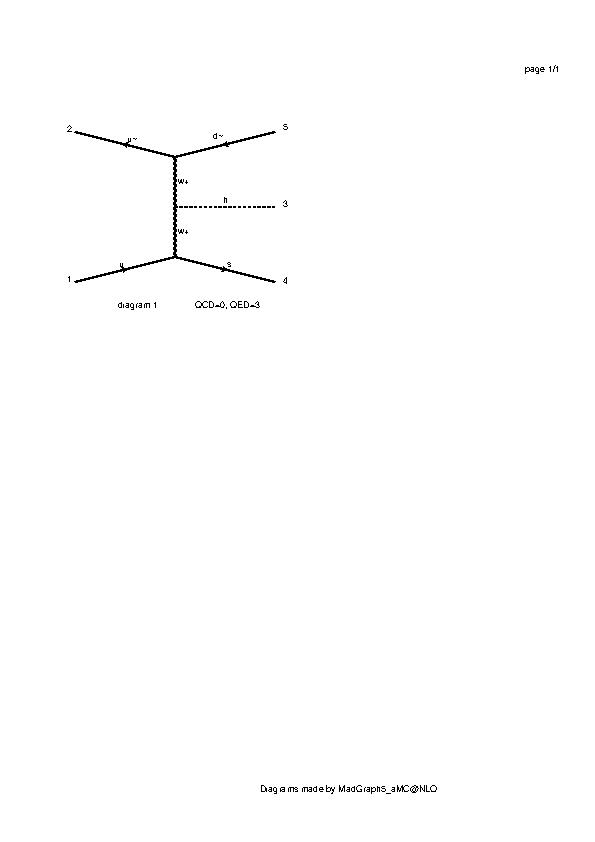 page 1/1
2
u~
d~
5
w+
h
3
w+
1
u
s
4
diagram 1 QCD=0, QED=3
Diagrams made by MadGraph5_aMC@NLO